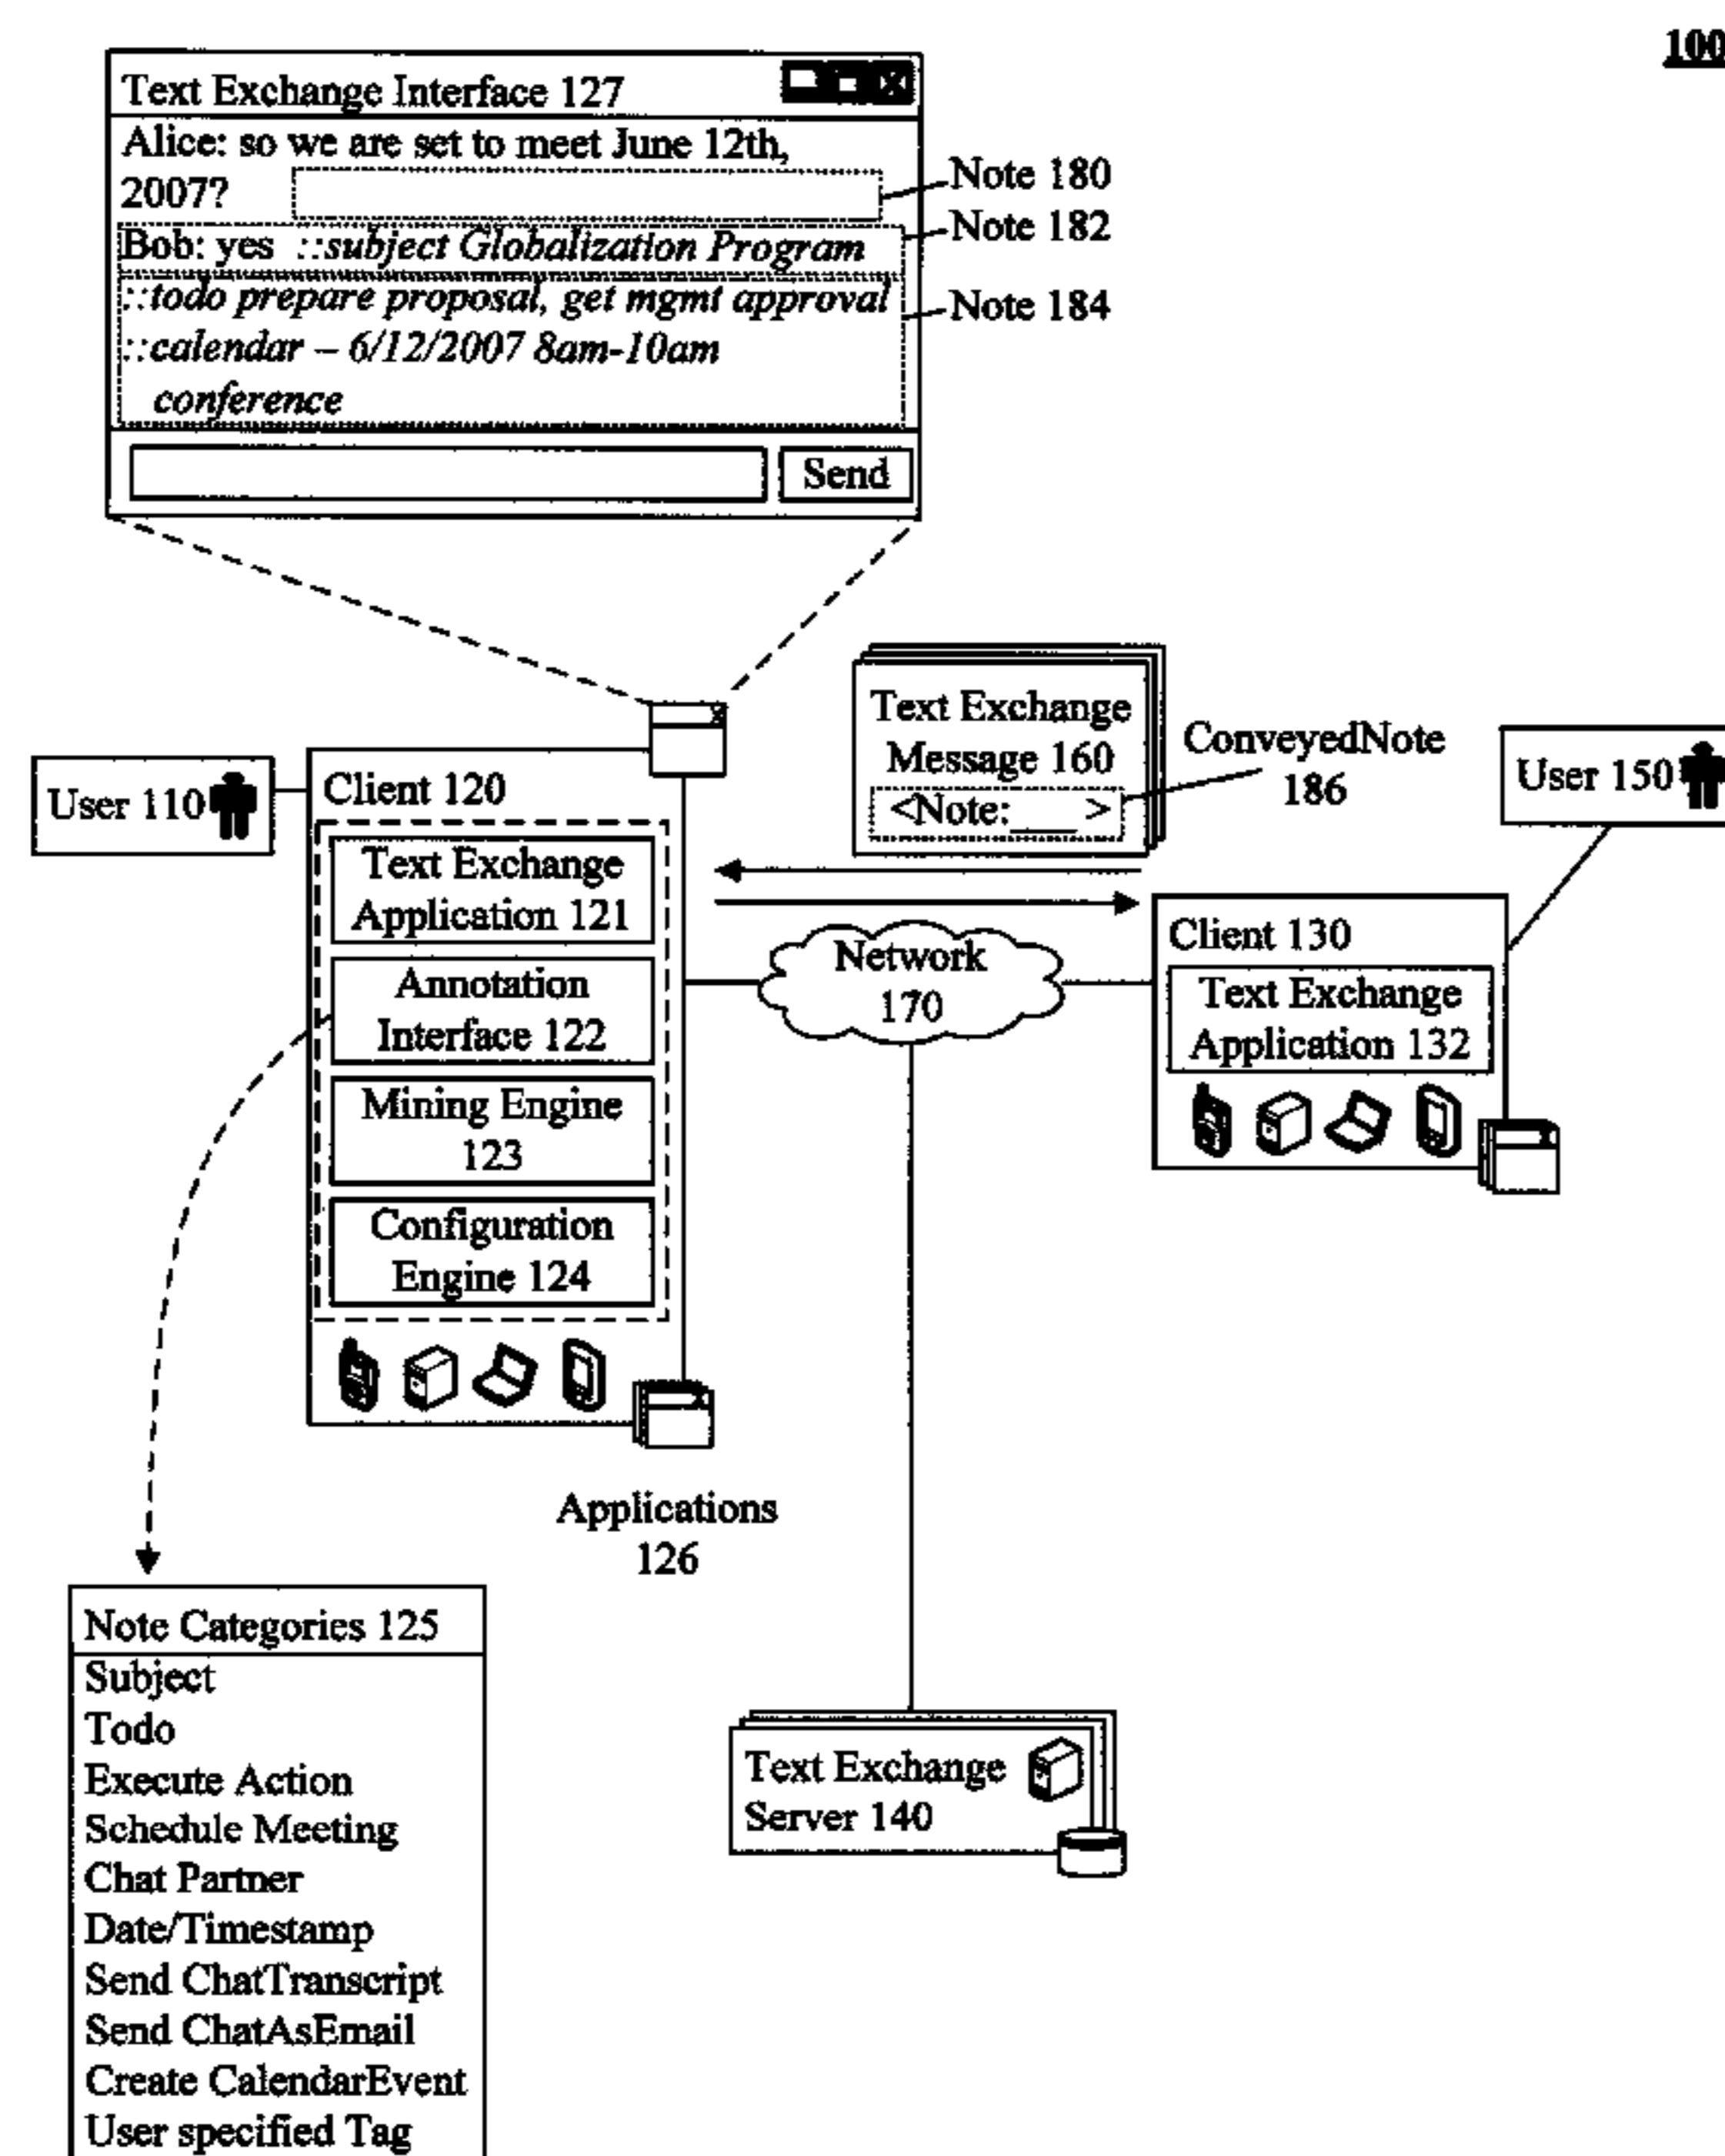 100
Text Exchange Interface 127
Alice: so we are set to meet June 12th,
2007?
Note 180
Bob: yes ::subject Globalization Program
Note 182
::todo prepare proposal, get mgmt approval
Note 184
::calendar – 6/12/2007 8am-10am
conference
Send
Text Exchange
Message 160
<Note:___ >
ConveyedNote
186
User 150
User 110
Client 120
Text Exchange
Application 121
Annotation
Interface 122
Mining Engine
123
Configuration
Engine 124
Network
170
Client 130
Text Exchange
Application 132
Applications
126
Note Categories 125
Subject
Todo
Execute Action
Schedule Meeting
Chat Partner
Date/Timestamp
Send ChatTranscript
Send ChatAsEmail
Create CalendarEvent
User specified Tag
Text Exchange
Server 140